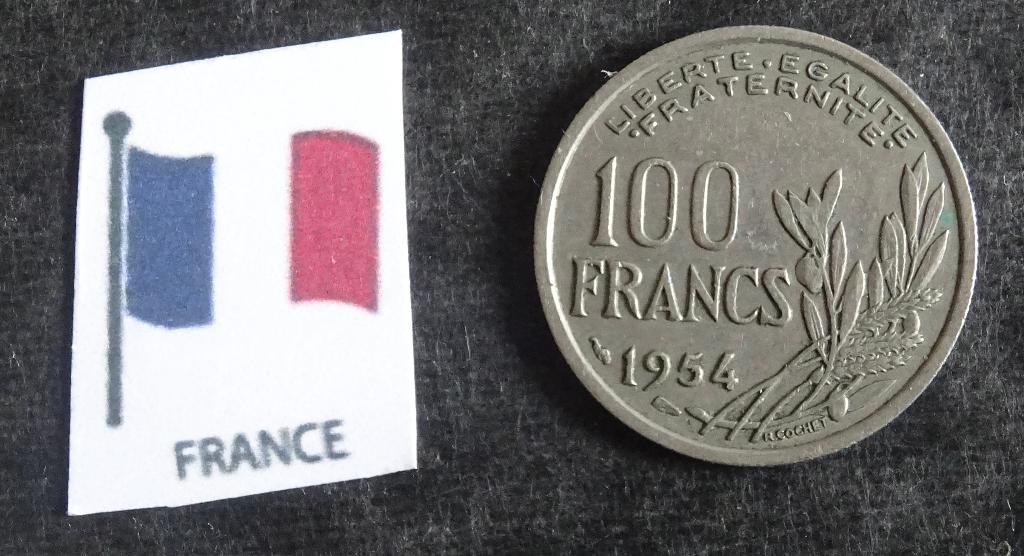 FRANCE
LIBERTE·EGALITE
·FRATERNITE·
100
FRANCS
1954
R.COCHET